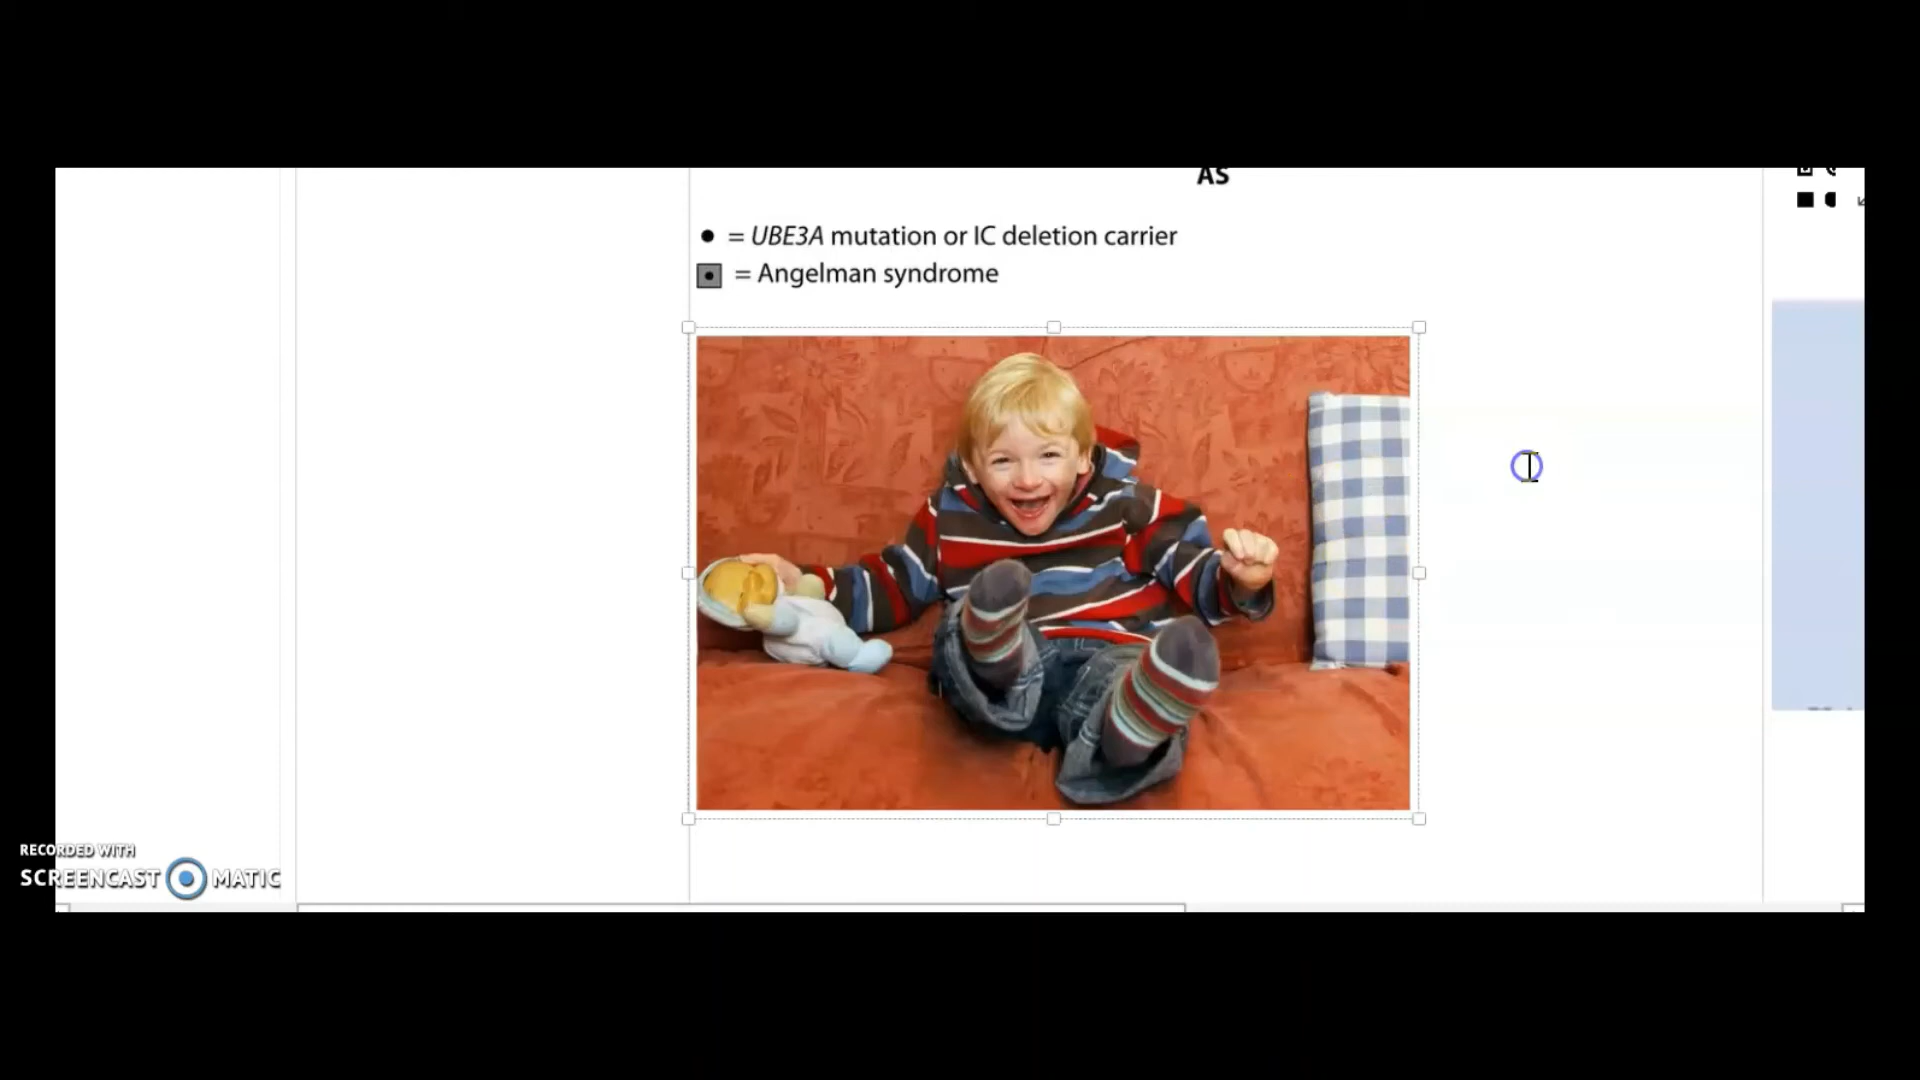 AS
● = UBE3A mutation or IC deletion carrier
= Angelman syndrome
RECORDED WITH
SCREENCAST MATIC